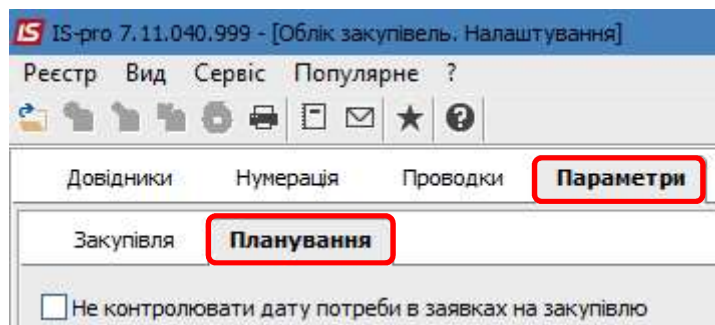 IS IS-pro 7.11.040.999 - [Облік закупівель. Налаштування]
Реєстр Вид Сервіс Популярне ?
Довідники Нумерація Проводки Параметри
Закупівля Планування
Не контролювати дату потреби в заявках на закупівлю